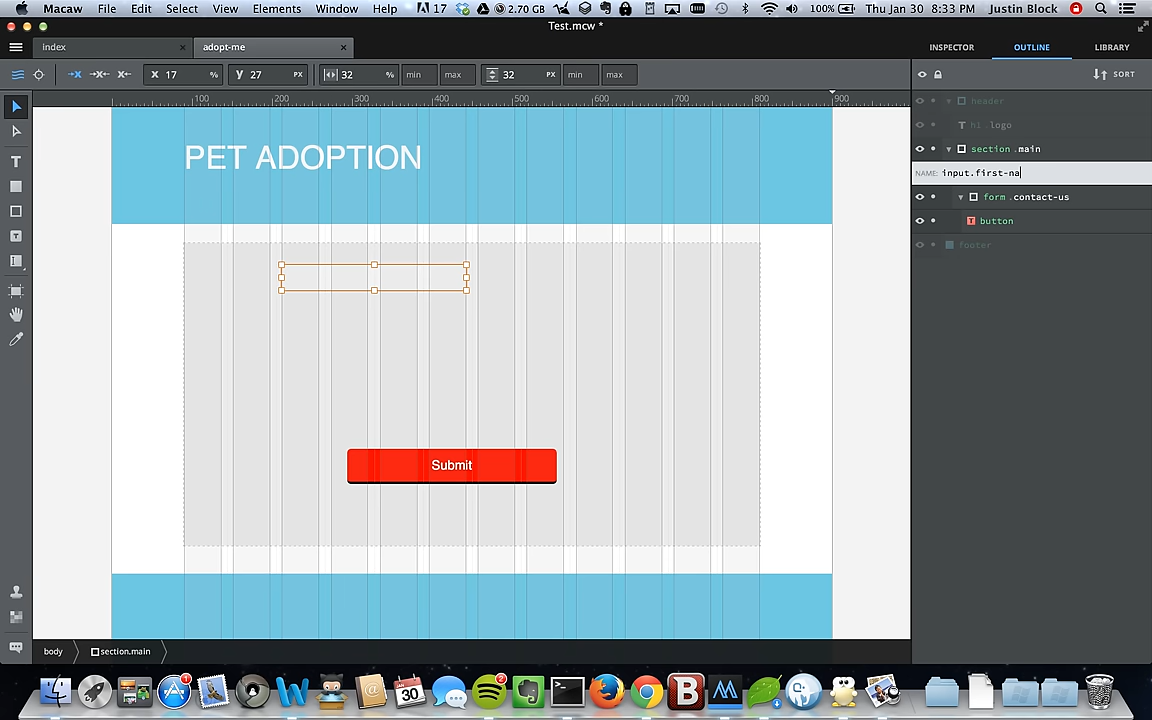 Macaw File Edit Select View Elements Window Help 17 2.70 GB 100% Thu Jan 30 8:33 PM Justin Block
Test.mcw *
index × adopt-me × INSPECTOR OUTLINE LIBRARY
X 17 % Y 27 PX 32 % min max 32 PX min max SORT
100 200 300 400 500 600 700 800 900
header
PET ADOPTION
h1 .logo
section .main
NAME: input.first-na
form .contact-us
button
footer
Submit
body section.main
1 30 2